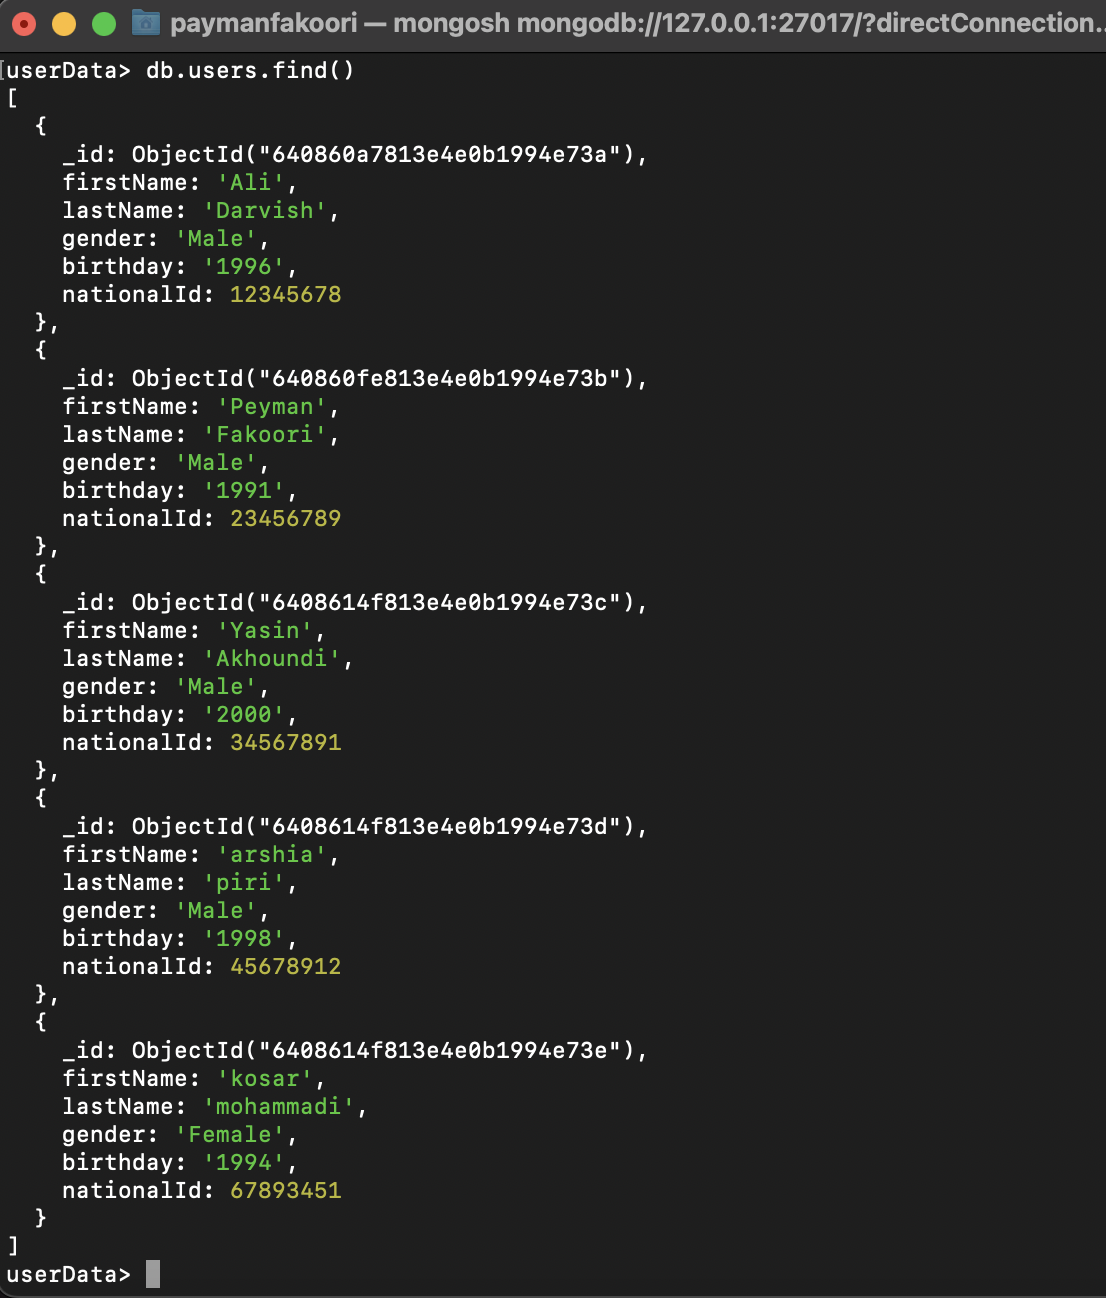 paymanfakoori — mongosh mongodb://127.0.0.1:27017/?directConnection...
[userData> db.users.find()
[
  {
    _id: ObjectId("640860a7813e4e0b1994e73a"),
    firstName: 'Ali',
    lastName: 'Darvish',
    gender: 'Male',
    birthday: '1996',
    nationalId: 12345678
  },
  {
    _id: ObjectId("640860fe813e4e0b1994e73b"),
    firstName: 'Peyman',
    lastName: 'Fakoori',
    gender: 'Male',
    birthday: '1991',
    nationalId: 23456789
  },
  {
    _id: ObjectId("6408614f813e4e0b1994e73c"),
    firstName: 'Yasin',
    lastName: 'Akhoundi',
    gender: 'Male',
    birthday: '2000',
    nationalId: 34567891
  },
  {
    _id: ObjectId("6408614f813e4e0b1994e73d"),
    firstName: 'arshia',
    lastName: 'piri',
    gender: 'Male',
    birthday: '1998',
    nationalId: 45678912
  },
  {
    _id: ObjectId("6408614f813e4e0b1994e73e"),
    firstName: 'kosar',
    lastName: 'mohammadi',
    gender: 'Female',
    birthday: '1994',
    nationalId: 67893451
  }
]
userData>